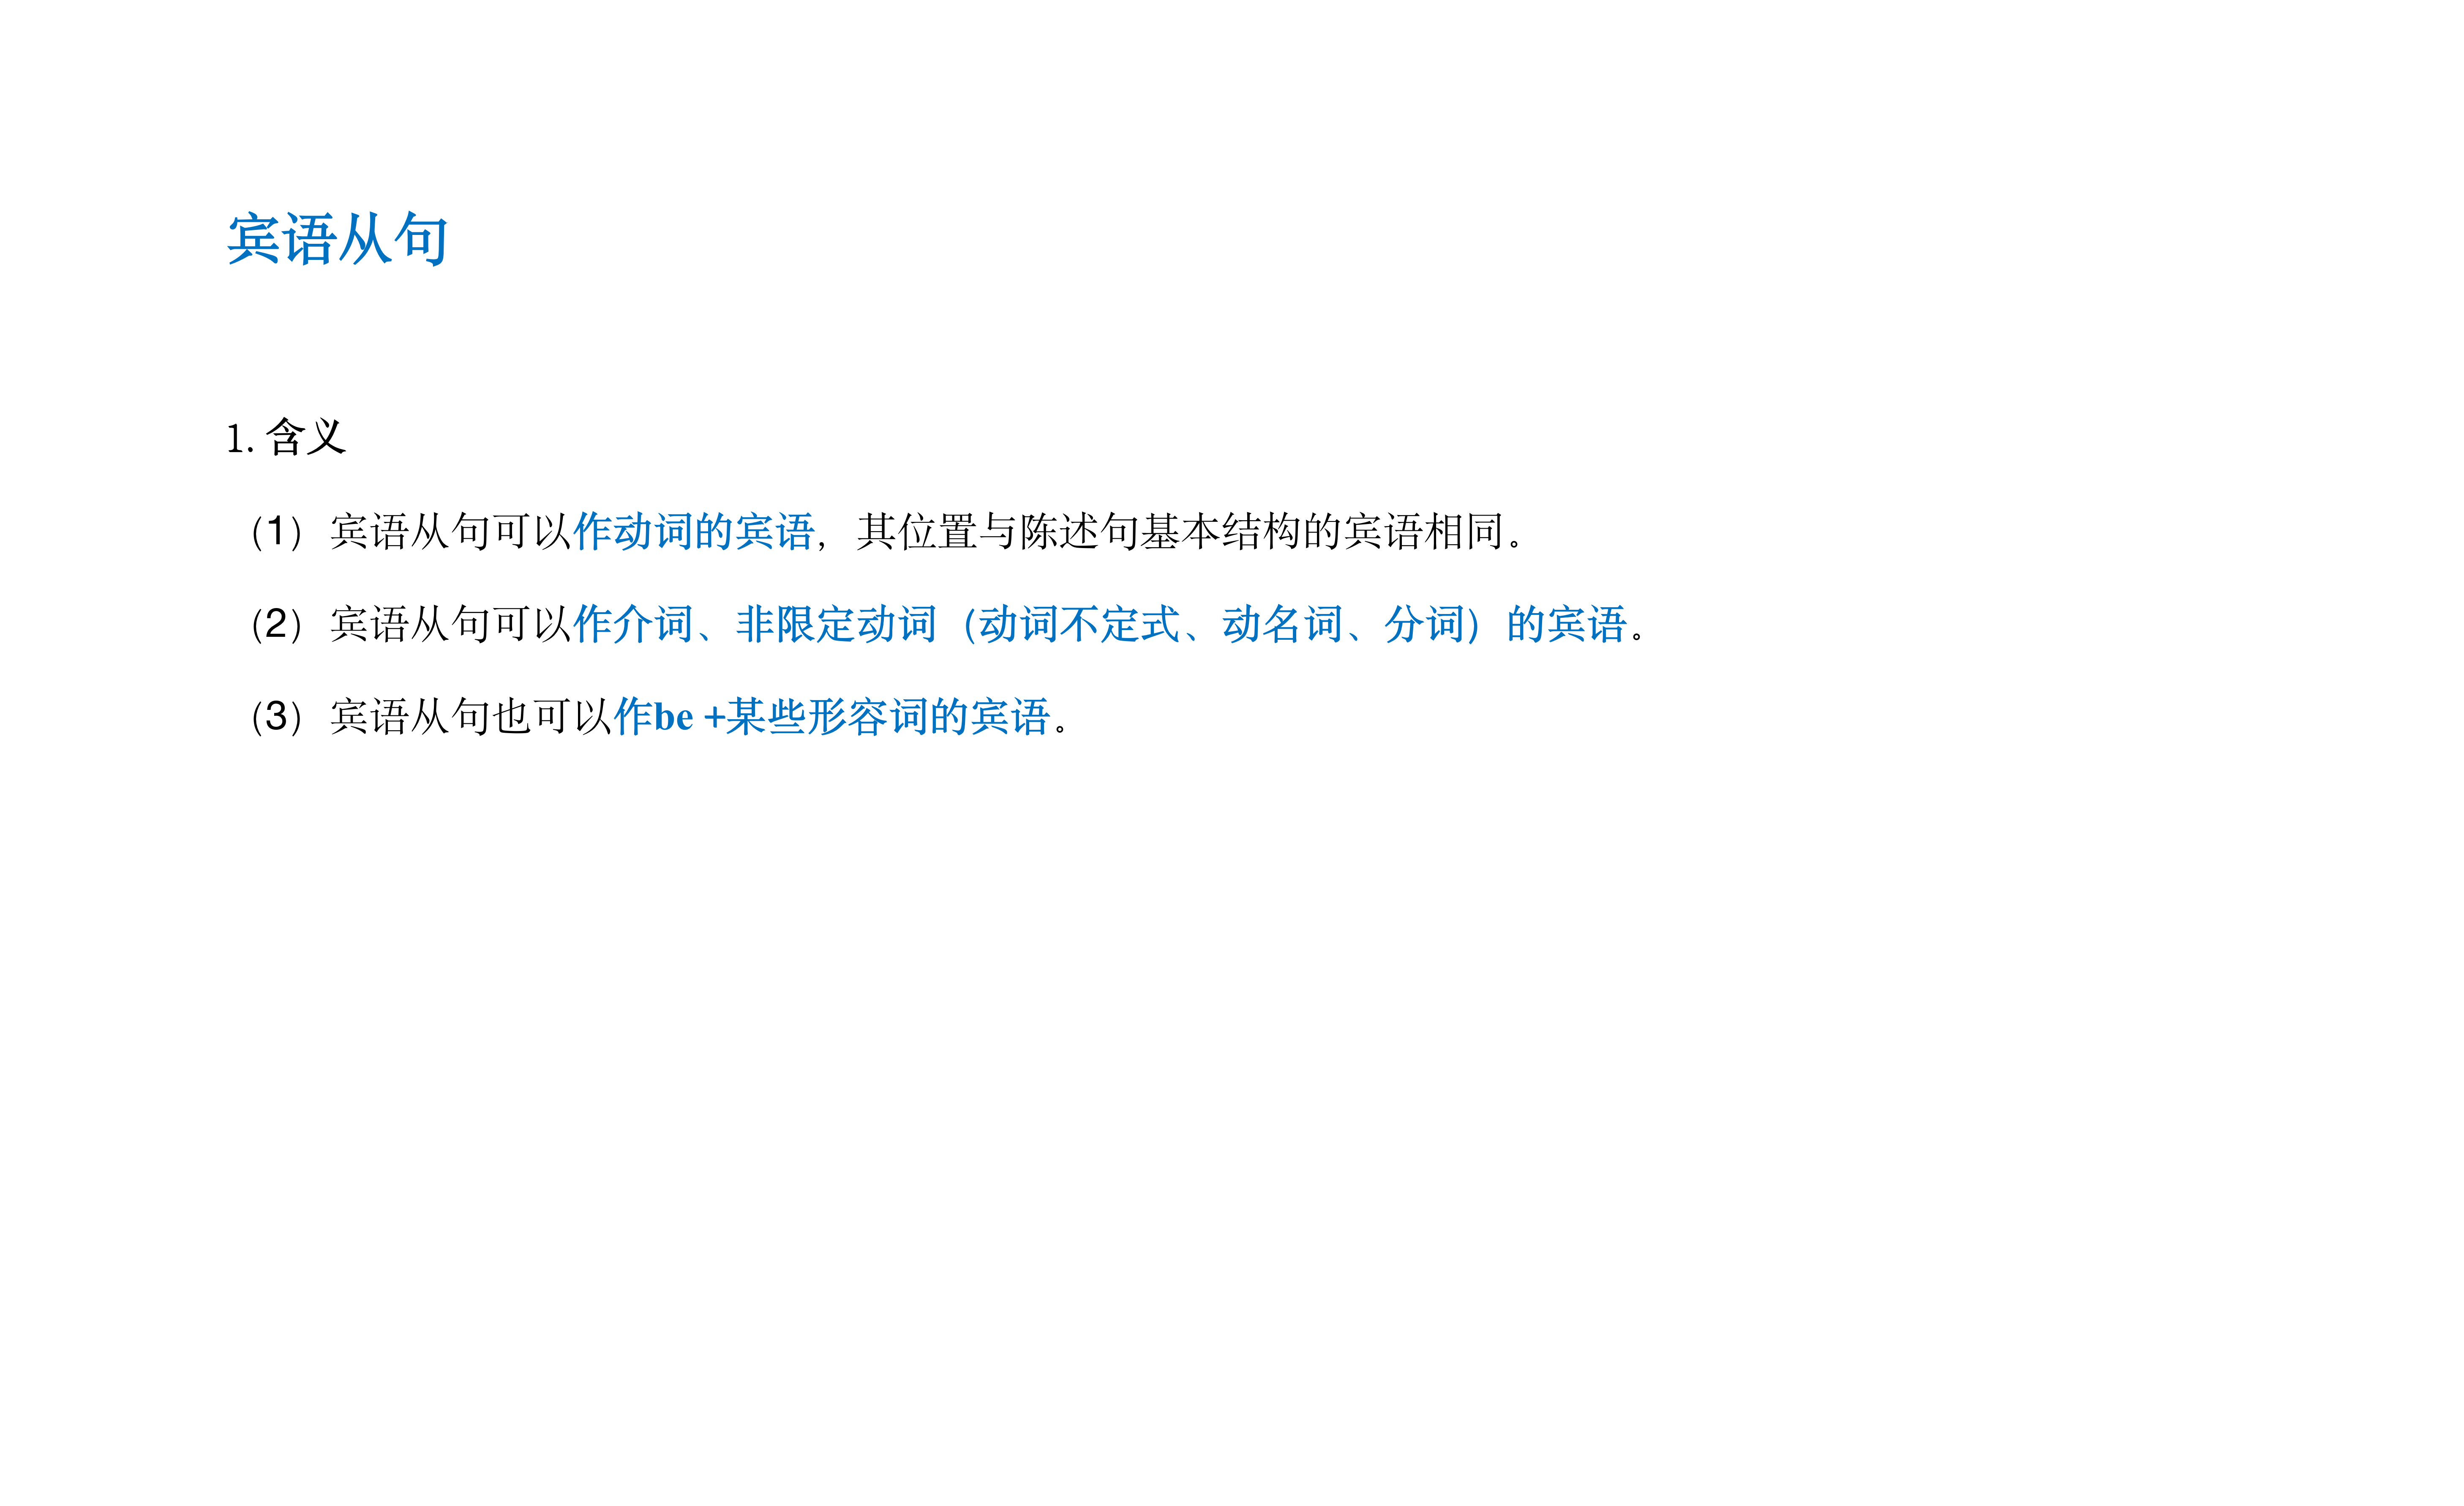 宾语从句
1. 含义
（1）宾语从句可以作动词的宾语，其位置与陈述句基本结构的宾语相同。
（2）宾语从句可以作介词、非限定动词（动词不定式、动名词、分词）的宾语。
（3）宾语从句也可以作be +某些形容词的宾语。